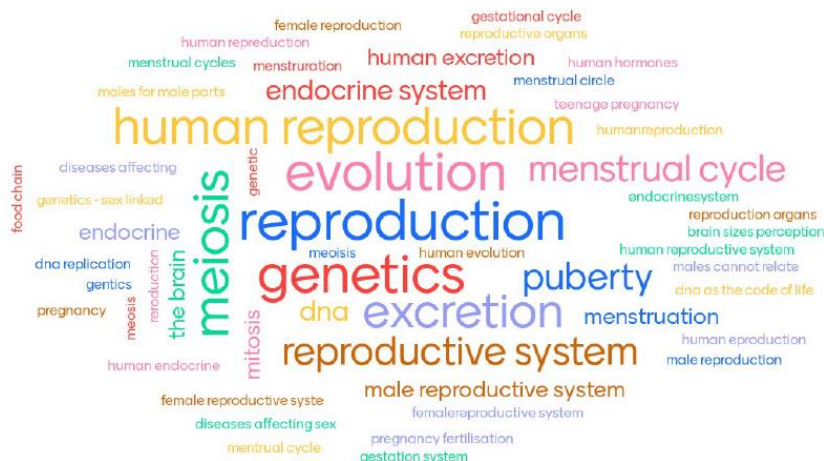 gestational cycle
female reproduction
reproductive organs
human repreduction
menstrual cycles
menstruration
human excretion
human hormones
menstrual circle
males for male parts
endocrine system
teenage pregnancy
human reproduction
humanreproduction
food chain
diseases affecting
genetic
evolution
menstrual cycle
genetics - sex linked
meiosis
endocrinesystem
reproduction organs
endocrine
reproduction
brain sizes perception
human reproductive system
dna replication
the brain
meoisis
human evolution
males cannot relate
gentics
genetics
puberty
dna as the code of life
pregnancy
meosis
reroduction
dna
excretion
menstruation
mitosis
human eproduction
human endocrine
reproductive system
male reproduction
female reproductive syste
male reproductive system
femalereproductive system
diseases affecting sex
pregnancy fertilisation
mentrual cycle
gestation system